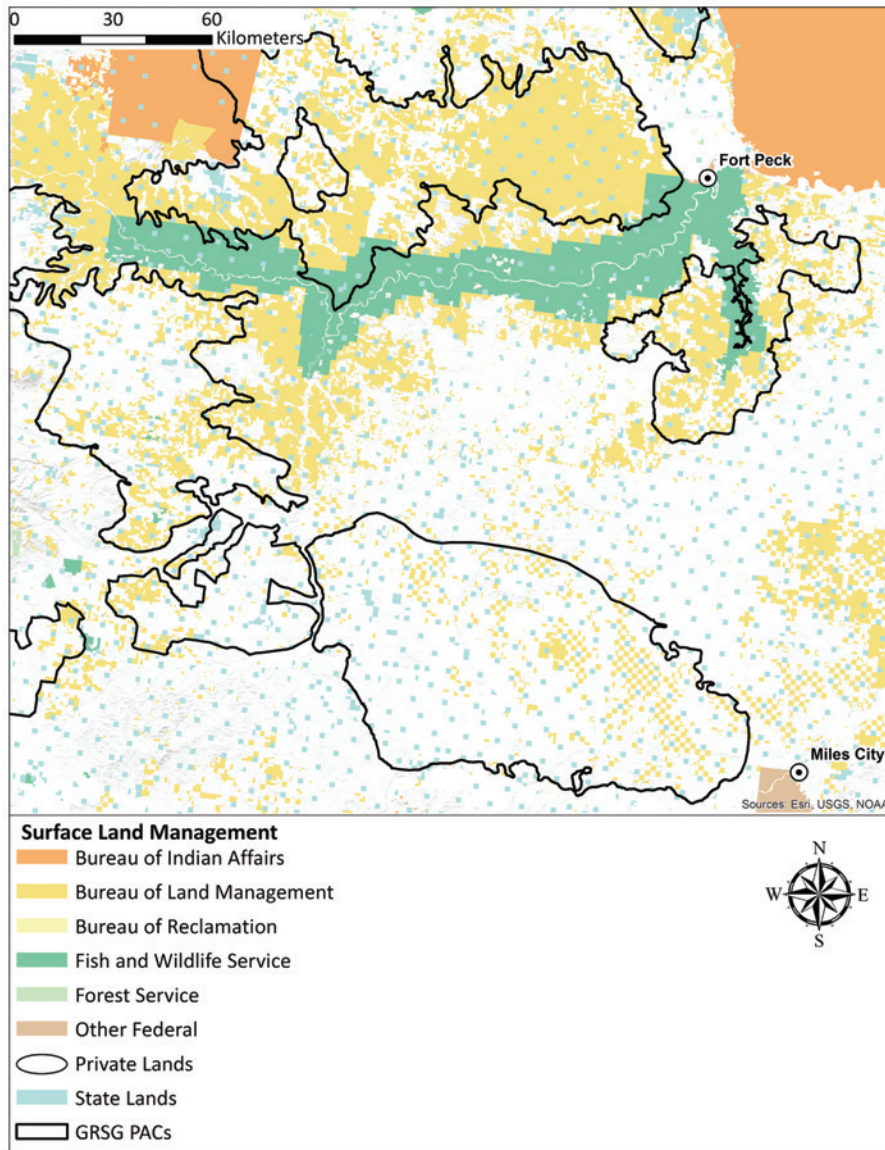 0 30 60
Kilometers
Fort Peck
Miles City
Sources: Esri, USGS, NOAA
Surface Land Management
Bureau of Indian Affairs
Bureau of Land Management
Bureau of Reclamation
Fish and Wildlife Service
Forest Service
Other Federal
Private Lands
State Lands
GRSG PACs
N
W E
S